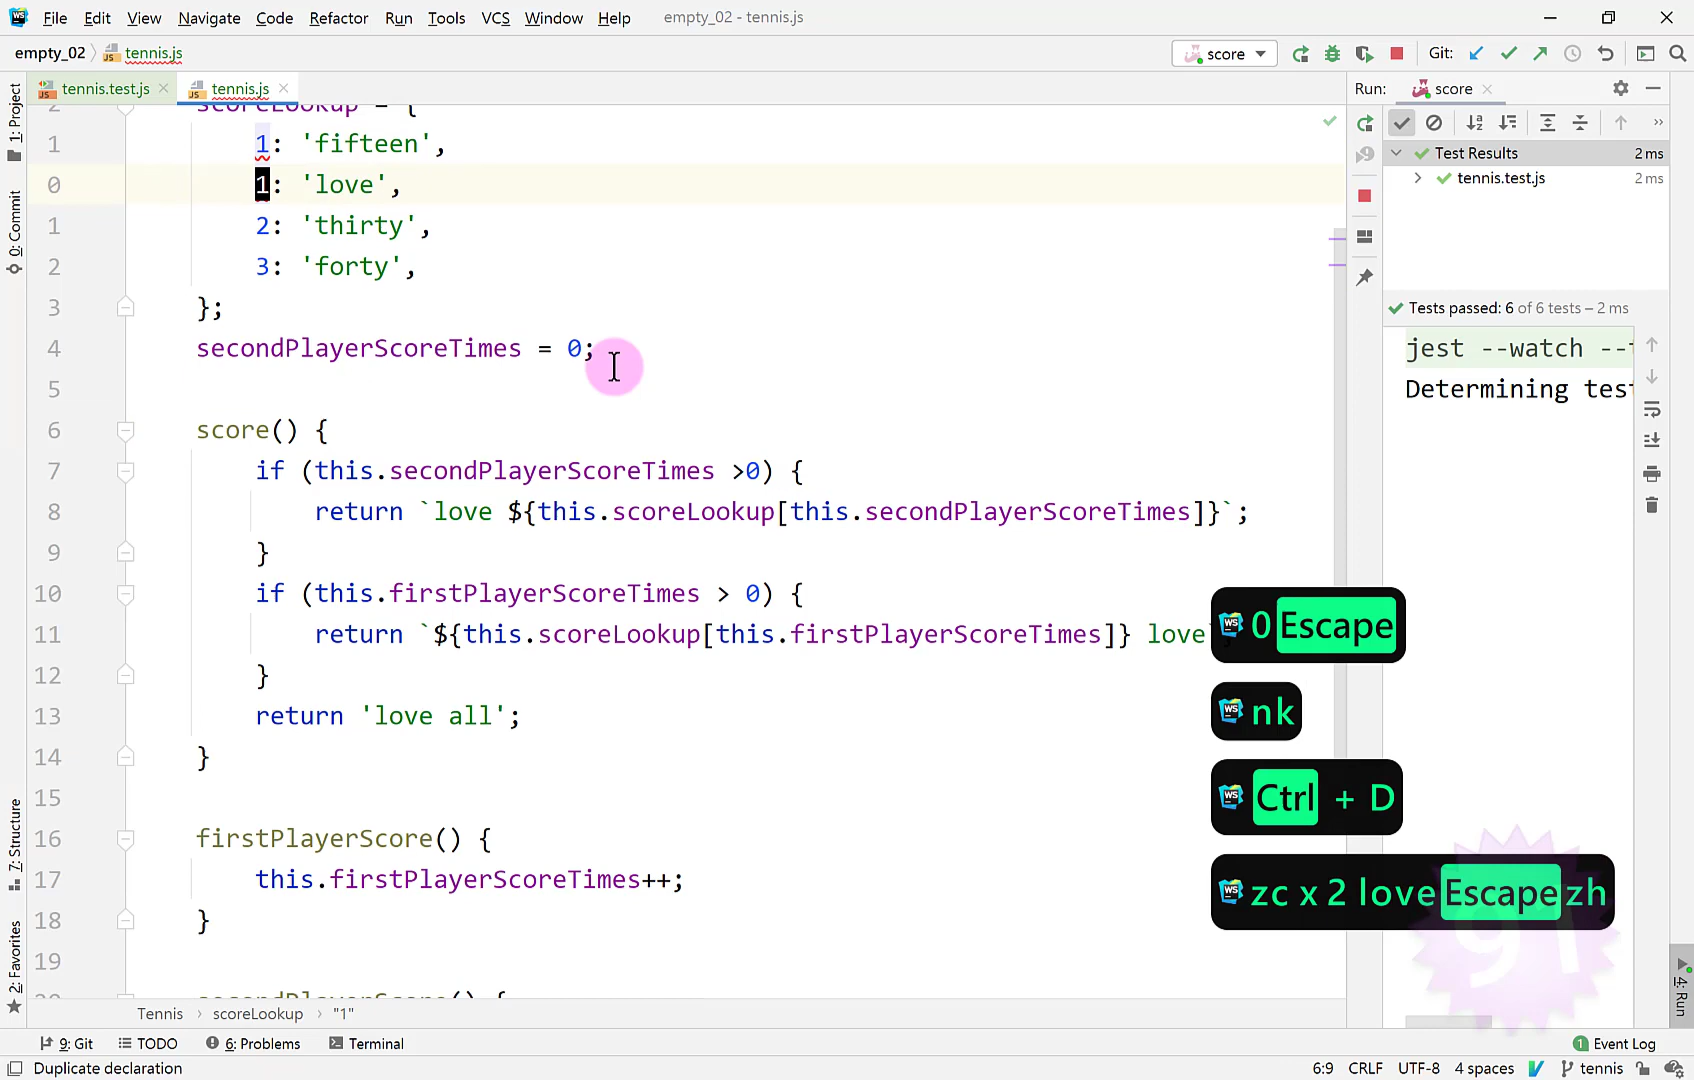 File Edit View Navigate Code Refactor Run Tools VCS Window Help empty_02 - tennis.js
empty_02 tennis.js score Git:
tennis.test.js tennis.js Run: score
1: Project
0: Commit
7: Structure
2: Favorites
2 scoreLookup = {
1 1: 'fifteen',
0 1: 'love',
1 2: 'thirty',
2 3: 'forty',
3 };
4 secondPlayerScoreTimes = 0;
5
6 score() {
7 if (this.secondPlayerScoreTimes >0) {
8 return `love ${this.scoreLookup[this.secondPlayerScoreTimes]}`;
9 }
10 if (this.firstPlayerScoreTimes > 0) {
11 return `${this.scoreLookup[this.firstPlayerScoreTimes]} love`
12 }
13 return 'love all';
14 }
15
16 firstPlayerScore() {
17 this.firstPlayerScoreTimes++;
18 }
19
20 secondPlayerScore() {
Test Results 2 ms
tennis.test.js 2 ms
Tests passed: 6 of 6 tests – 2 ms
jest --watch --
Determining tes
0 Escape
nk
Ctrl + D
zc x 2 love Escape zh
91
4: Run
Tennis scoreLookup "1"
9: Git TODO 6: Problems Terminal 1 Event Log
Duplicate declaration 6:9 CRLF UTF-8 4 spaces tennis